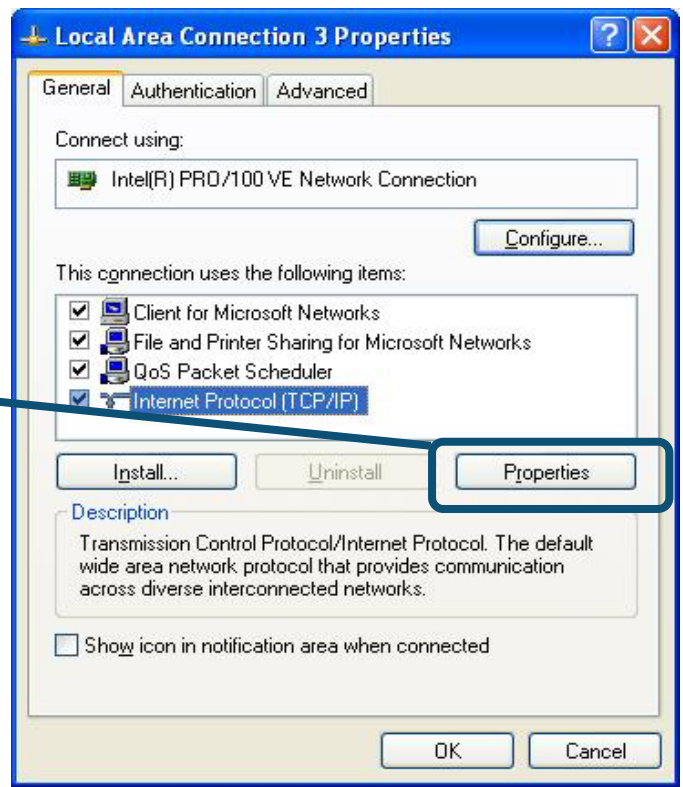 Local Area Connection 3 Properties
General Authentication Advanced
Connect using:
Intel(R) PRO/100 VE Network Connection
Configure...
This connection uses the following items:
Client for Microsoft Networks
File and Printer Sharing for Microsoft Networks
QoS Packet Scheduler
Internet Protocol (TCP/IP)
Install... Uninstall Properties
Description
Transmission Control Protocol/Internet Protocol. The default
wide area network protocol that provides communication
across diverse interconnected networks.
Show icon in notification area when connected
OK Cancel